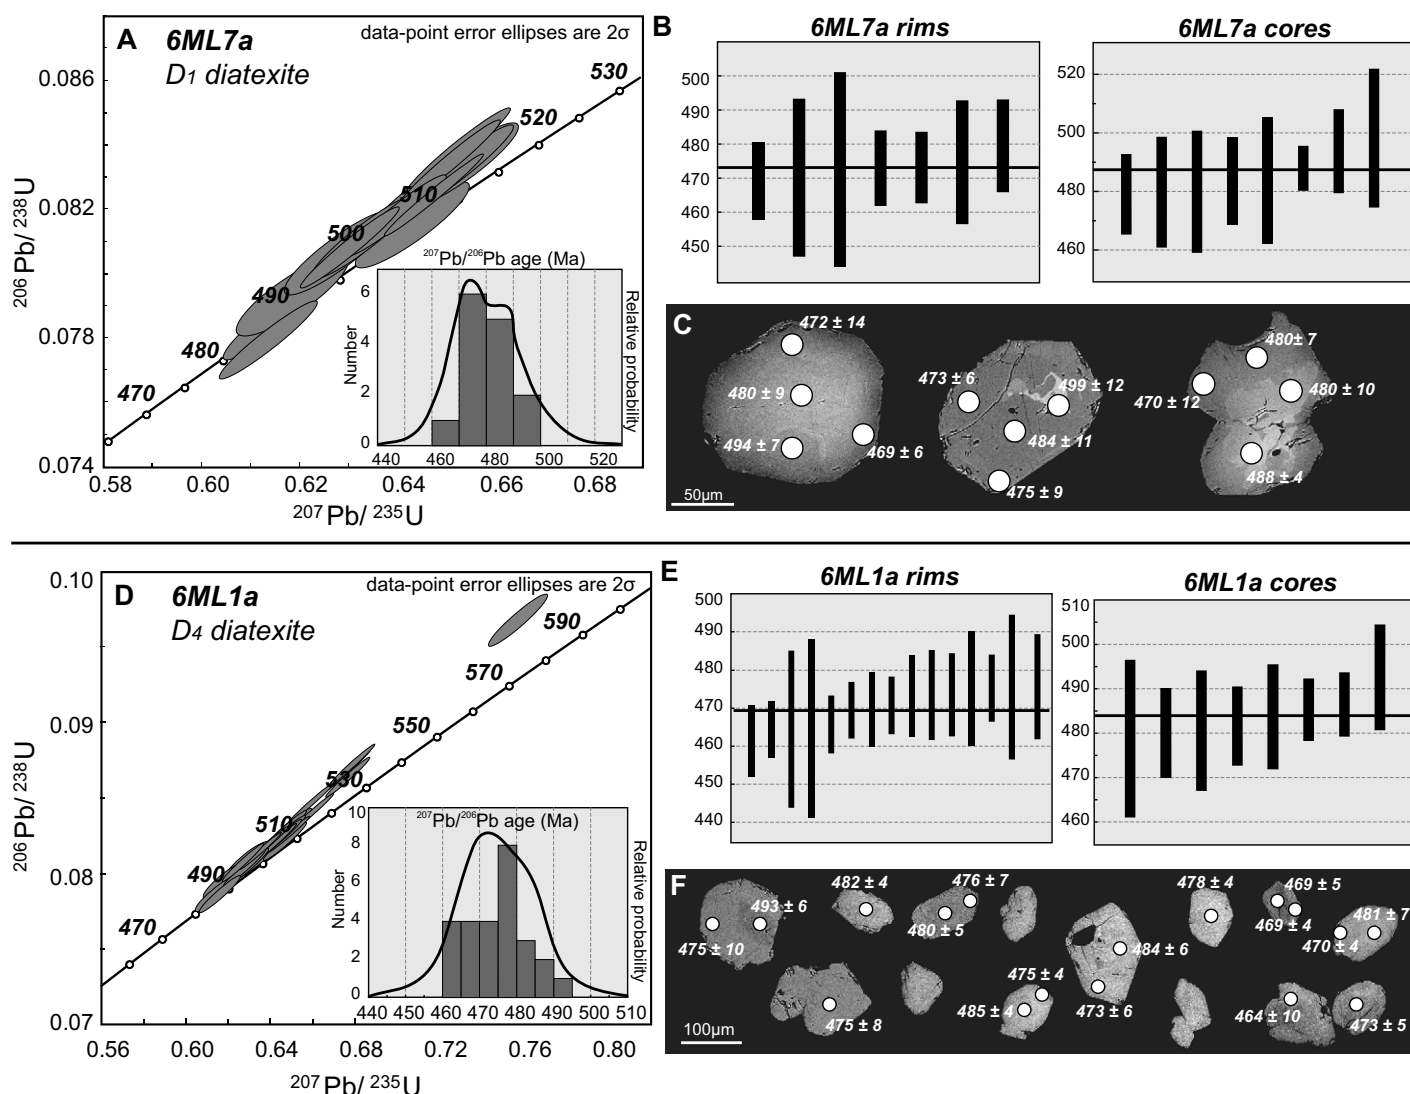 A
6ML7a
D1 diatexite
data-point error ellipses are 2σ
0.086
0.082
0.078
0.074
206Pb/ 238U
470
480
490
500
510
520
530
0.58
0.60
0.62
0.64
0.66
0.68
207Pb/ 235U
207Pb/206Pb age (Ma)
Number
Relative probability
6
4
2
0
440
460
480
500
520
B
6ML7a rims
500
490
480
470
460
450
6ML7a cores
520
500
480
460
C
472 ± 14
480 ± 9
494 ± 7
469 ± 6
473 ± 6
499 ± 12
484 ± 11
475 ± 9
480± 7
470 ± 12
480 ± 10
488 ± 4
50µm
D
6ML1a
D4 diatexite
data-point error ellipses are 2σ
0.10
0.09
0.08
0.07
206Pb/ 238U
470
490
510
530
550
570
590
0.56
0.60
0.64
0.68
0.72
0.76
0.80
207Pb/ 235U
207Pb/206Pb age (Ma)
Number
Relative probability
10
8
6
4
2
0
440
450
460
470
480
490
500
510
E
6ML1a rims
500
490
480
470
460
450
440
6ML1a cores
510
500
490
480
470
460
F
493 ± 6
475 ± 10
482 ± 4
476 ± 7
480 ± 5
478 ± 4
469 ± 5
469 ± 4
481 ± 7
470 ± 4
484 ± 6
473 ± 6
475 ± 8
475 ± 4
485 ± 4
464 ± 10
473 ± 5
100µm